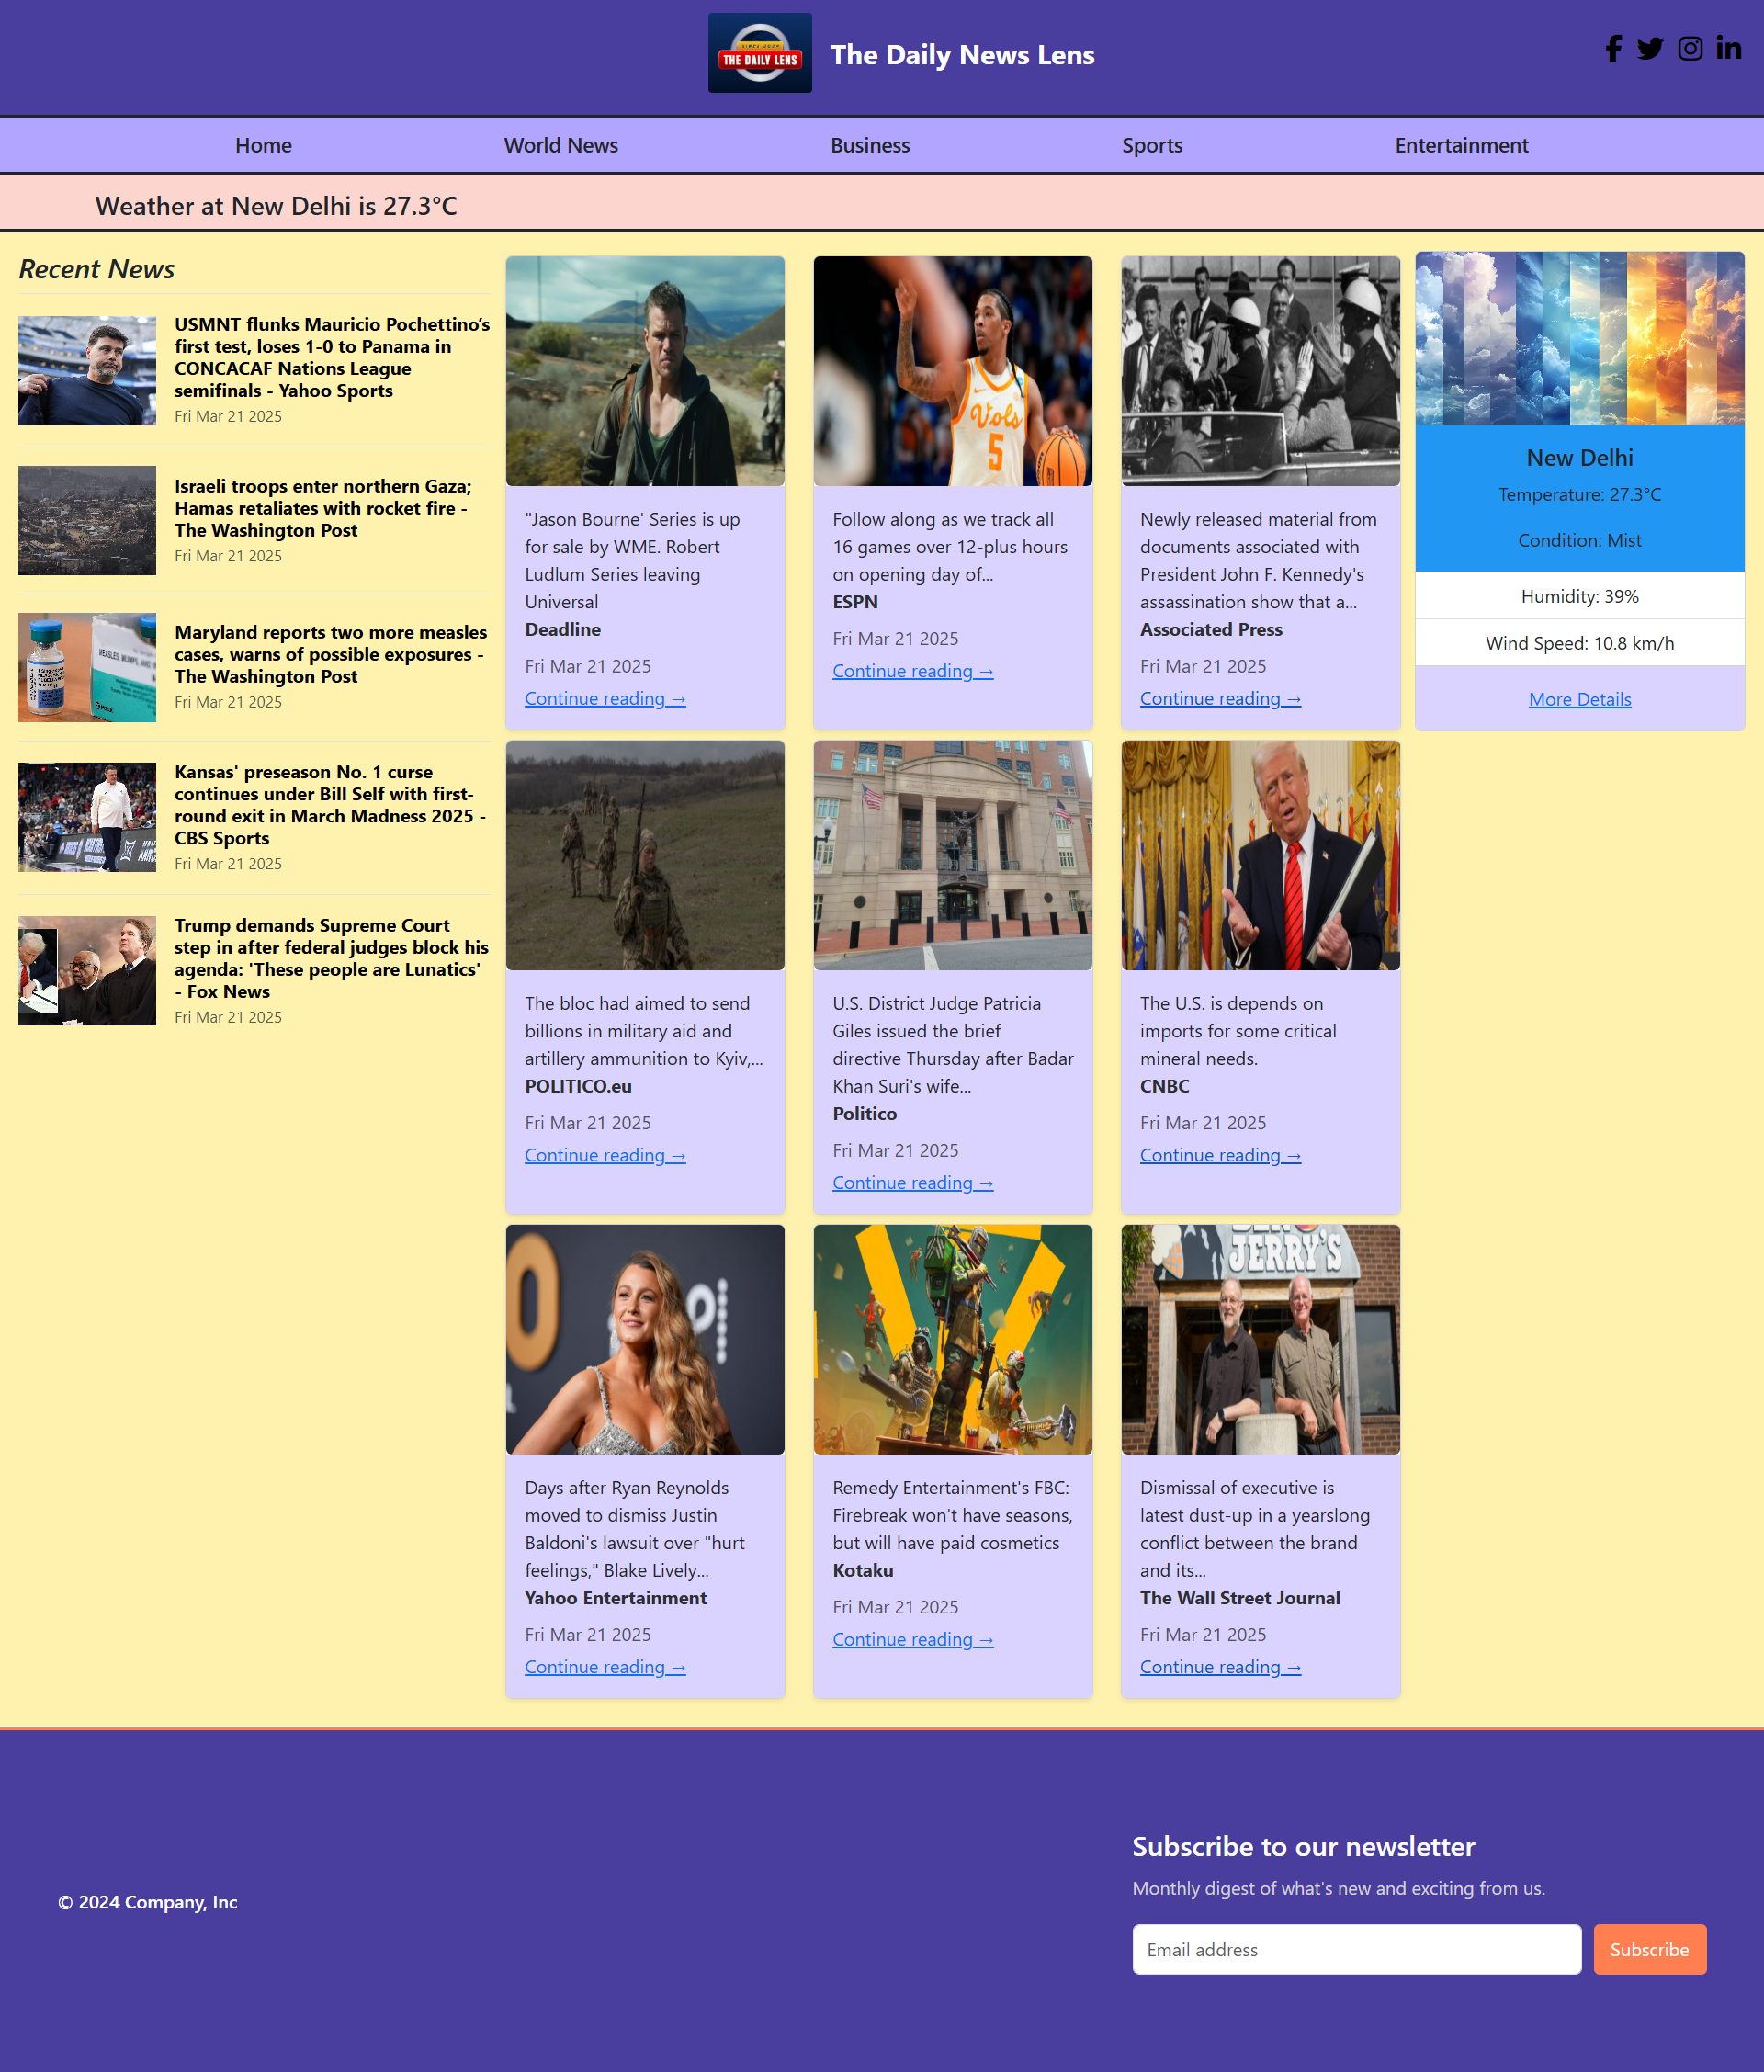 SINCE 2024
THE DAILY LENS
The Daily News Lens
Home
World News
Business
Sports
Entertainment
Weather at New Delhi is 27.3°C
Recent News
USMNT flunks Mauricio Pochettino's
first test, loses 1-0 to Panama in
CONCACAF Nations League
semifinals - Yahoo Sports
Fri Mar 21 2025
Israeli troops enter northern Gaza;
Hamas retaliates with rocket fire -
The Washington Post
Fri Mar 21 2025
MEASLES, MUMPS, AND
Maryland reports two more measles
cases, warns of possible exposures -
The Washington Post
Fri Mar 21 2025
Kansas' preseason No. 1 curse
continues under Bill Self with first-
round exit in March Madness 2025 -
CBS Sports
Fri Mar 21 2025
Trump demands Supreme Court
step in after federal judges block his
agenda: 'These people are Lunatics'
- Fox News
Fri Mar 21 2025
"Jason Bourne' Series is up
for sale by WME. Robert
Ludlum Series leaving
Universal
Deadline
Fri Mar 21 2025
Continue reading →
Vols
5
Follow along as we track all
16 games over 12-plus hours
on opening day of...
ESPN
Fri Mar 21 2025
Continue reading →
Newly released material from
documents associated with
President John F. Kennedy's
assassination show that a...
Associated Press
Fri Mar 21 2025
Continue reading →
The bloc had aimed to send
billions in military aid and
artillery ammunition to Kyiv,...
POLITICO.eu
Fri Mar 21 2025
Continue reading →
U.S. District Judge Patricia
Giles issued the brief
directive Thursday after Badar
Khan Suri's wife...
Politico
Fri Mar 21 2025
Continue reading →
The U.S. is depends on
imports for some critical
mineral needs.
CNBC
Fri Mar 21 2025
Continue reading →
Days after Ryan Reynolds
moved to dismiss Justin
Baldoni's lawsuit over "hurt
feelings," Blake Lively...
Yahoo Entertainment
Fri Mar 21 2025
Continue reading →
Remedy Entertainment's FBC:
Firebreak won't have seasons,
but will have paid cosmetics
Kotaku
Fri Mar 21 2025
Continue reading →
JERRY'S
Dismissal of executive is
latest dust-up in a yearslong
conflict between the brand
and its...
The Wall Street Journal
Fri Mar 21 2025
Continue reading →
New Delhi
Temperature: 27.3°C
Condition: Mist
Humidity: 39%
Wind Speed: 10.8 km/h
More Details
© 2024 Company, Inc
Subscribe to our newsletter
Monthly digest of what's new and exciting from us.
Email address
Subscribe